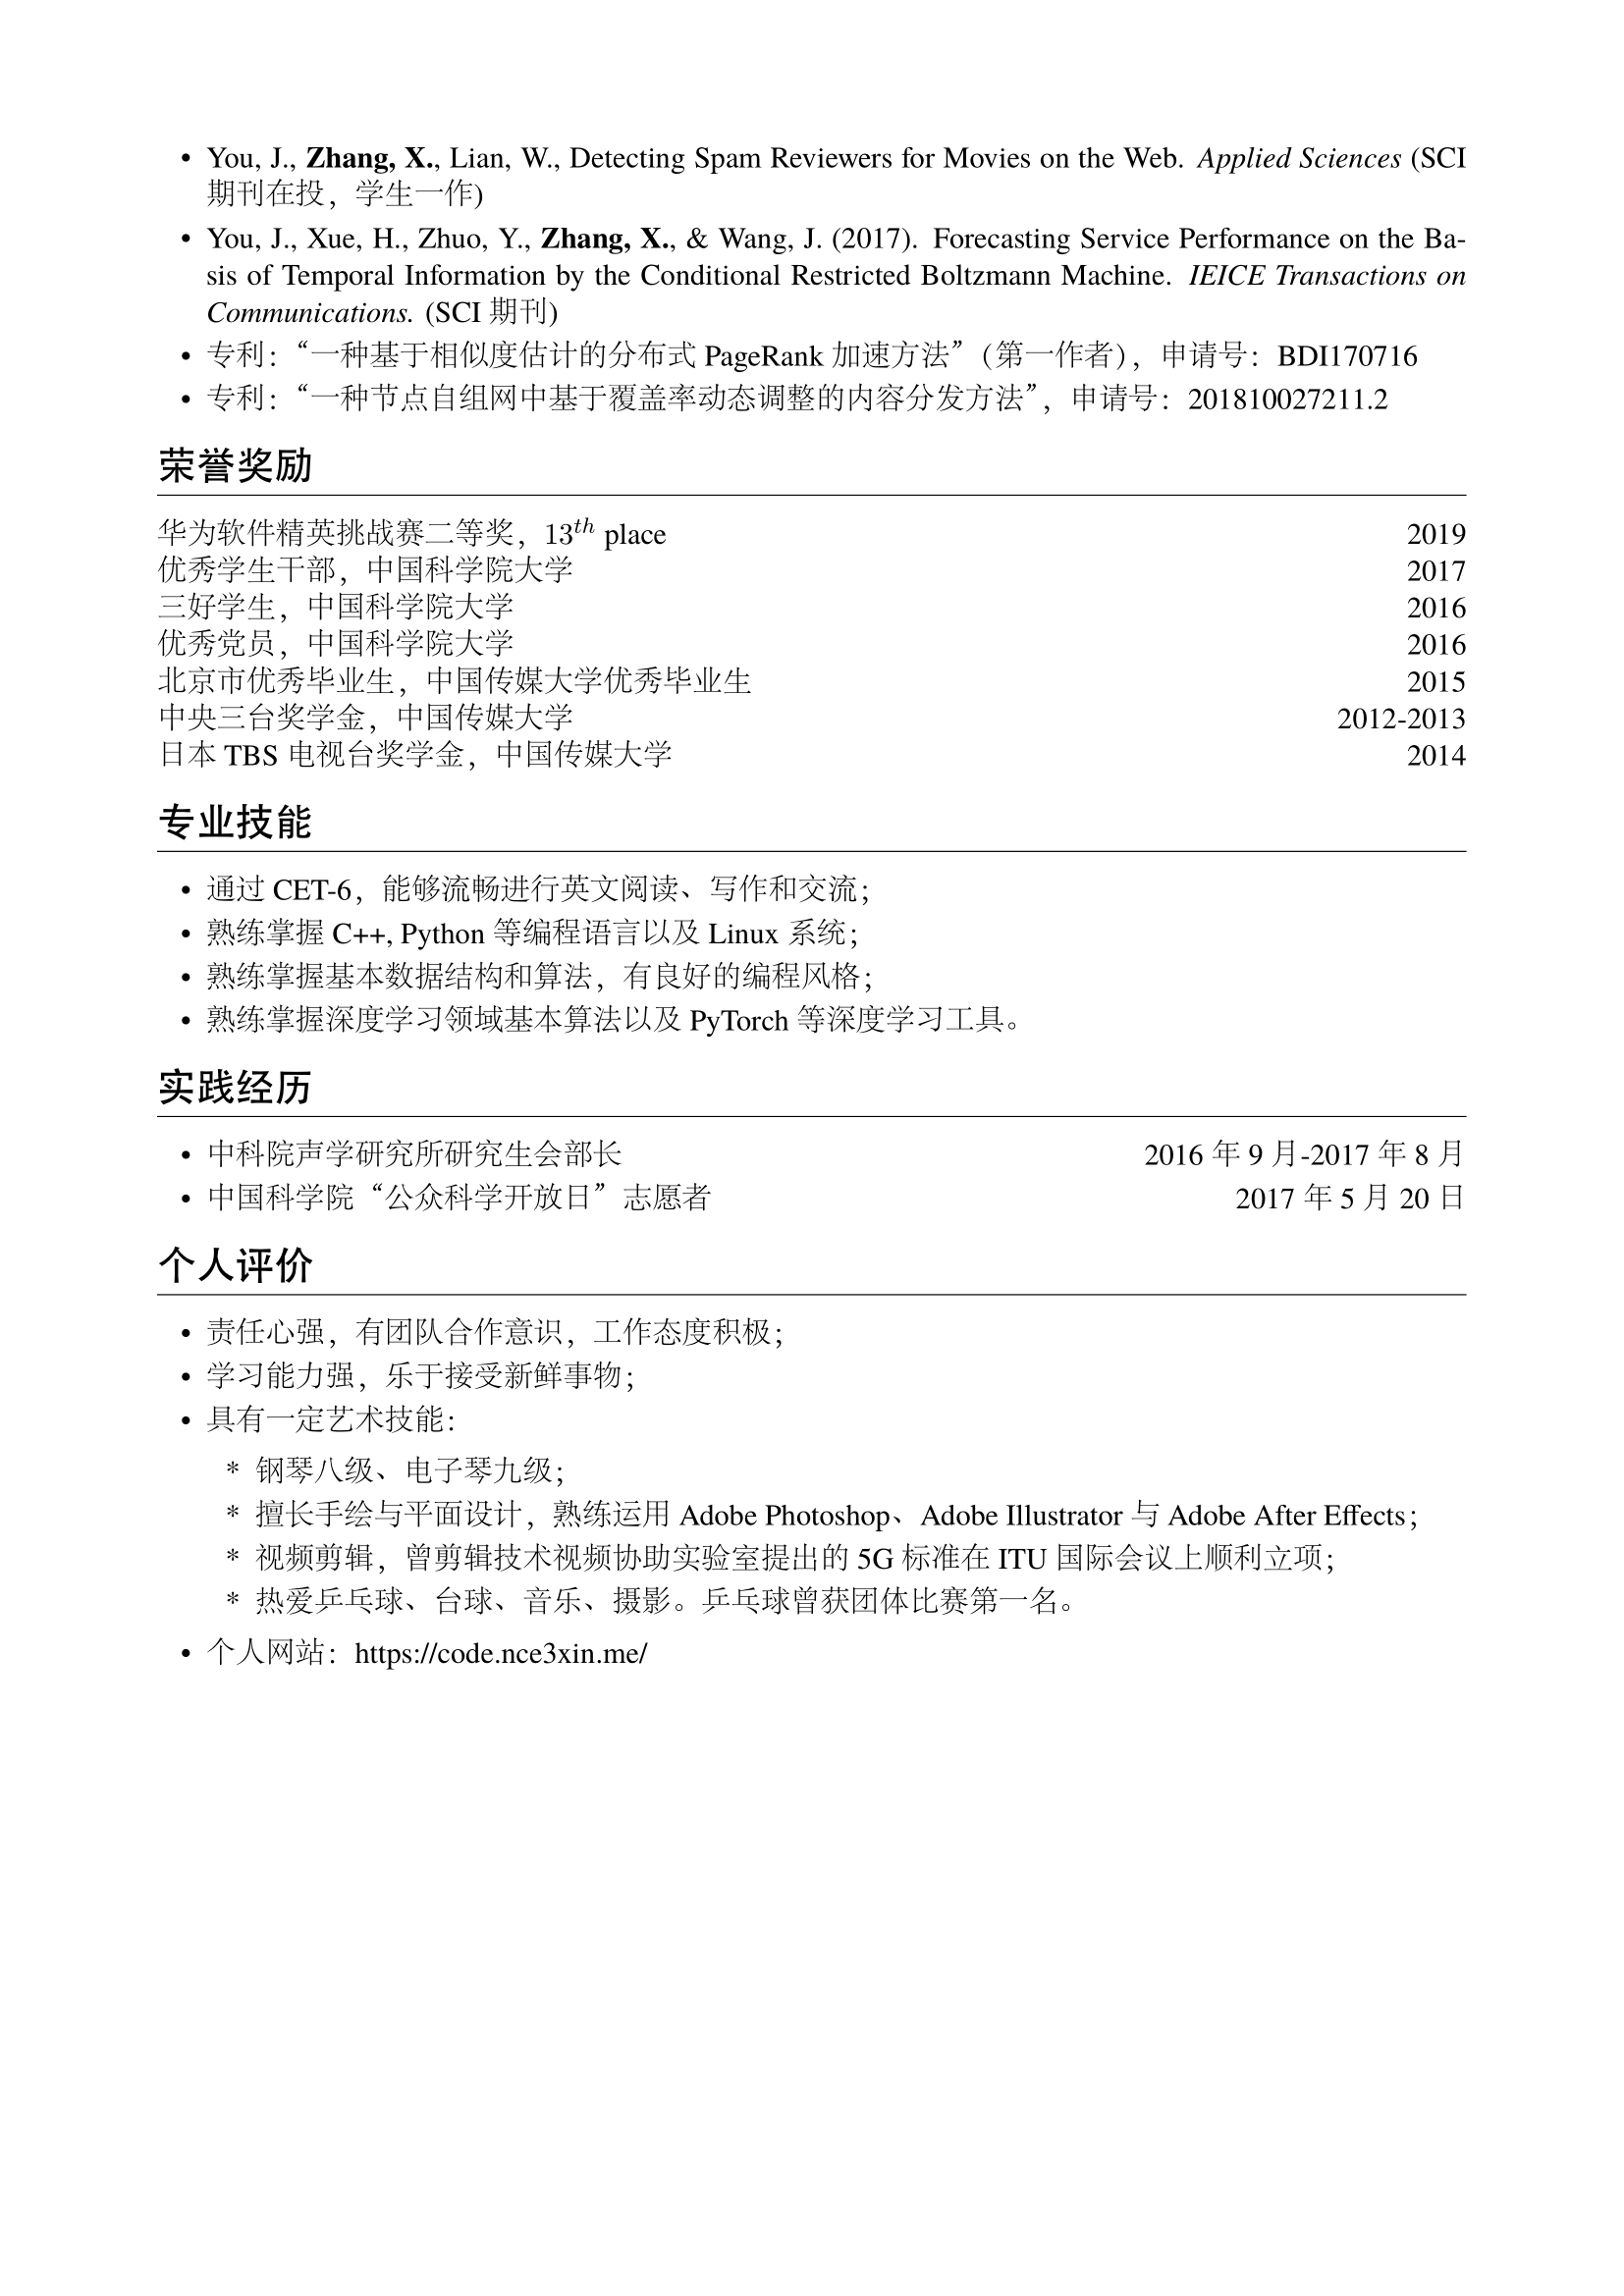 • You, J., Zhang, X., Lian, W., Detecting Spam Reviewers for Movies on the Web. Applied Sciences (SCI
期刊在投，学生一作)
• You, J., Xue, H., Zhuo, Y., Zhang, X., & Wang, J. (2017). Forecasting Service Performance on the Ba-
sis of Temporal Information by the Conditional Restricted Boltzmann Machine. IEICE Transactions on
Communications. (SCI 期刊)
• 专利：“一种基于相似度估计的分布式 PageRank 加速方法”（第一作者），申请号：BDI170716
• 专利：“一种节点自组网中基于覆盖率动态调整的内容分发方法”，申请号：201810027211.2
荣誉奖励
华为软件精英挑战赛二等奖，13th place 2019
优秀学生干部，中国科学院大学 2017
三好学生，中国科学院大学 2016
优秀党员，中国科学院大学 2016
北京市优秀毕业生，中国传媒大学优秀毕业生 2015
中央三台奖学金，中国传媒大学 2012-2013
日本 TBS 电视台奖学金，中国传媒大学 2014
专业技能
• 通过 CET-6，能够流畅进行英文阅读、写作和交流；
• 熟练掌握 C++, Python 等编程语言以及 Linux 系统；
• 熟练掌握基本数据结构和算法，有良好的编程风格；
• 熟练掌握深度学习领域基本算法以及 PyTorch 等深度学习工具。
实践经历
• 中科院声学研究所研究生会部长 2016 年 9 月-2017 年 8 月
• 中国科学院“公众科学开放日”志愿者 2017 年 5 月 20 日
个人评价
• 责任心强，有团队合作意识，工作态度积极；
• 学习能力强，乐于接受新鲜事物；
• 具有一定艺术技能：
* 钢琴八级、电子琴九级；
* 擅长手绘与平面设计，熟练运用 Adobe Photoshop、Adobe Illustrator 与 Adobe After Effects；
* 视频剪辑，曾剪辑技术视频协助实验室提出的 5G 标准在 ITU 国际会议上顺利立项；
* 热爱乒乓球、台球、音乐、摄影。乒乓球曾获团体比赛第一名。
• 个人网站：https://code.nce3xin.me/